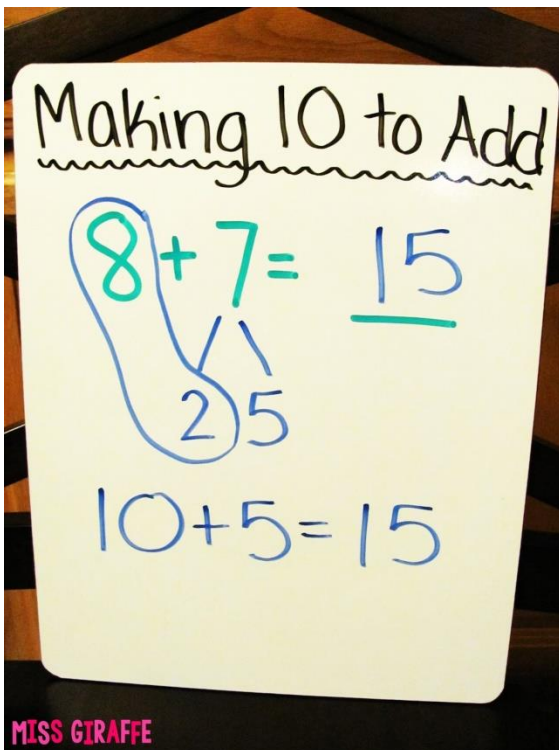 Making 10 to Add
8 + 7 = 15
2 5
10 + 5 = 15
MISS GIRAFFE